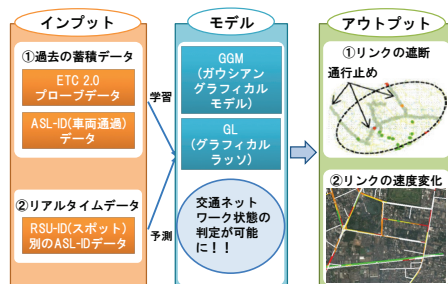 インプット
①過去の蓄積データ
ETC 2.0
プローブデータ
ASL-ID(車両通過)
データ
②リアルタイムデータ
RSU-ID(スポット)
別のASL-IDデータ
学習
予測
モデル
GGM
(ガウシアン
グラフィカル
モデル)
GL
(グラフィカル
ラッソ)
交通ネット
ワーク状態の
判定が可能
に！！
アウトプット
①リンクの遮断
通行止め
②リンクの速度変化